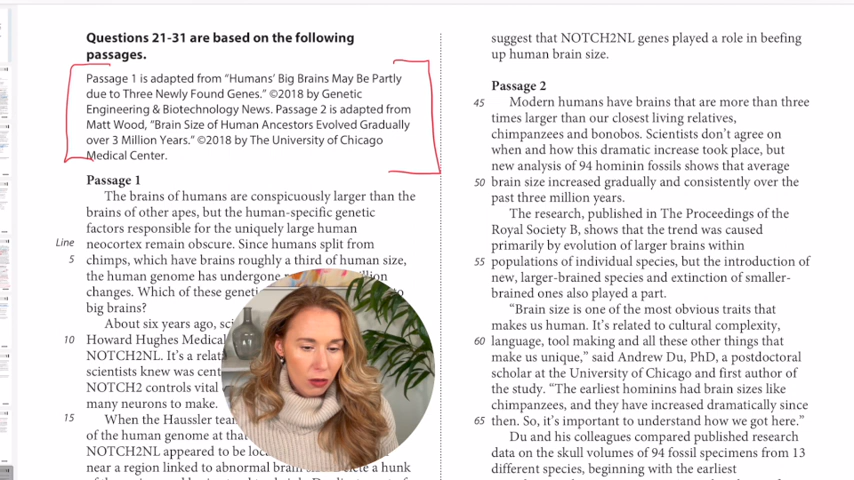 Questions 21-31 are based on the following
passages.
Passage 1 is adapted from “Humans’ Big Brains May Be Partly
due to Three Newly Found Genes.” ©2018 by Genetic
Engineering & Biotechnology News. Passage 2 is adapted from
Matt Wood, “Brain Size of Human Ancestors Evolved Gradually
over 3 Million Years.” ©2018 by The University of Chicago
Medical Center.
Passage 1
The brains of humans are conspicuously larger than the
brains of other apes, but the human-specific genetic
factors responsible for the uniquely large human
Line neocortex remain obscure. Since humans split from
5 chimps, which have brains roughly a third of human size,
the human genome has undergone
changes. Which of these
big brains?
About six years ago,
10 Howard Hughes Medical
NOTCH2NL. It’s a
scientists knew was
NOTCH2 controls vital
many neurons to make.
15 When the Haussler
of the human genome at
NOTCH2NL appeared to be
near a region linked to abnormal a hunk
suggest that NOTCH2NL genes played a role in beefing
up human brain size.
Passage 2
45 Modern humans have brains that are more than three
times larger than our closest living relatives,
chimpanzees and bonobos. Scientists don’t agree on
when and how this dramatic increase took place, but
new analysis of 94 hominin fossils shows that average
50 brain size increased gradually and consistently over the
past three million years.
The research, published in The Proceedings of the
Royal Society B, shows that the trend was caused
primarily by evolution of larger brains within
55 populations of individual species, but the introduction of
new, larger-brained species and extinction of smaller-
brained ones also played a part.
“Brain size is one of the most obvious traits that
makes us human. It’s related to cultural complexity,
60 language, tool making and all these other things that
make us unique,” said Andrew Du, PhD, a postdoctoral
scholar at the University of Chicago and first author of
the study. “The earliest hominins had brain sizes like
chimpanzees, and they have increased dramatically since
65 then. So, it’s important to understand how we got here.”
Du and his colleagues compared published research
data on the skull volumes of 94 fossil specimens from 13
different species, beginning with the earliest